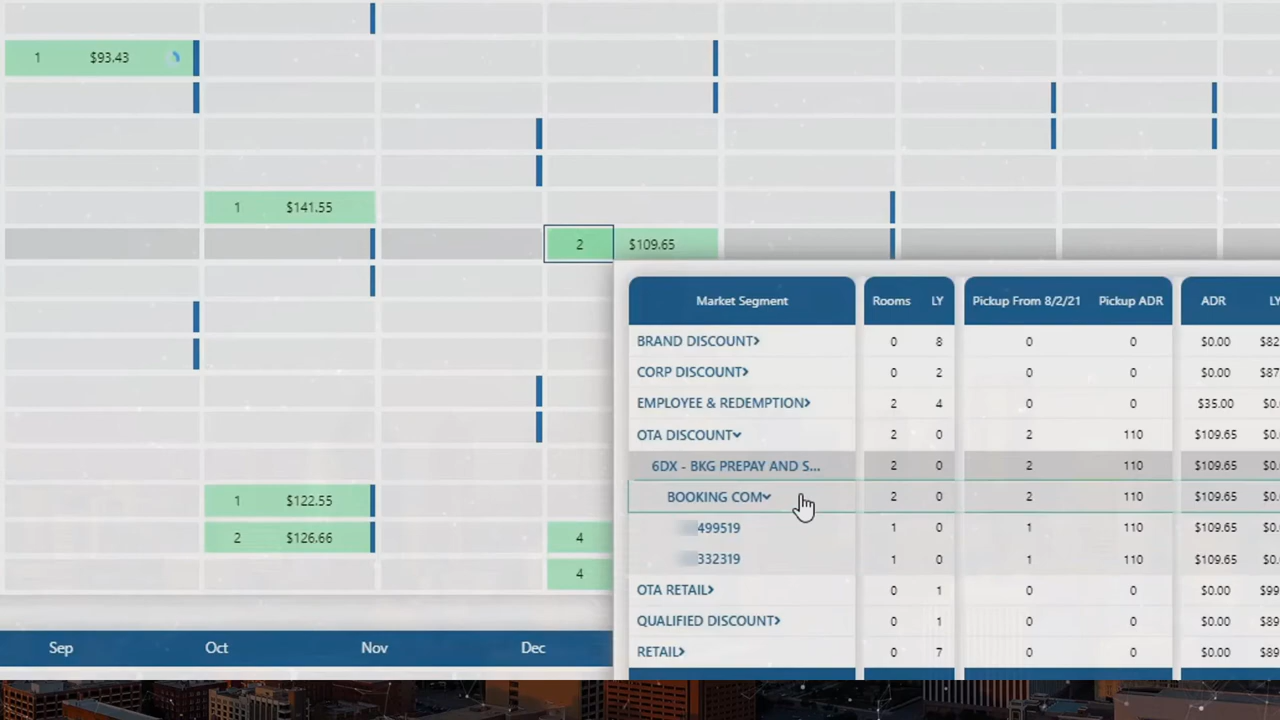 1 $93.43
1 $141.55
2 $109.65
Market Segment Rooms LY Pickup From 8/2/21 Pickup ADR ADR
BRAND DISCOUNT 0 8 0 0 $0.00
CORP DISCOUNT 0 2 0 0 $0.00
EMPLOYEE & REDEMPTION 2 4 0 0 $35.00
OTA DISCOUNT 2 0 2 110 $109.65
6DX - BKG PREPAY AND S... 2 0 2 110 $109.65
BOOKING COM 2 0 2 110 $109.65
499519 1 0 1 110 $109.65
332319 1 0 1 110 $109.65
OTA RETAIL 0 1 0 0 $0.00
QUALIFIED DISCOUNT 0 1 0 0 $0.00
RETAIL 0 7 0 0 $0.00
1 $122.55
2 $126.66 4
4
Sep Oct Nov Dec